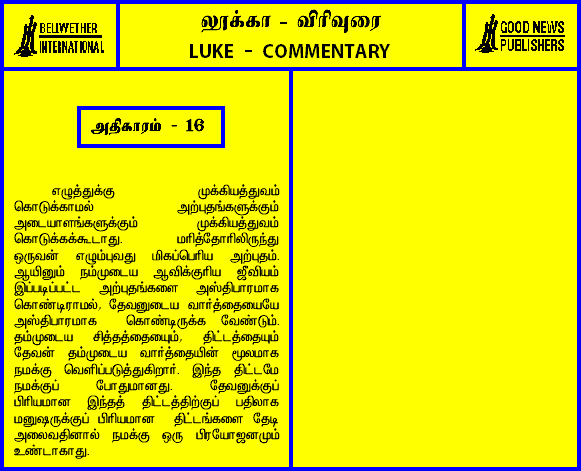 BELLWETHER
INTERNATIONAL
லூக்கா - விரிவுரை
LUKE - COMMENTARY
GOOD NEWS
PUBLISHERS
அதிகாரம் - 16
எழுத்துக்கு முக்கியத்துவம்
கொடுக்காமல் அற்புதங்களுக்கும்
அடையாளங்களுக்கும் முக்கியத்துவம்
கொடுக்கக்கூடாது. மரித்தோரிலிருந்து
ஒருவன் எழும்புவது மிகப்பெரிய அற்புதம்.
ஆயினும் நம்முடைய ஆவிக்குரிய ஜீவியம்
இப்படிப்பட்ட அற்புதங்களை அஸ்திபாரமாக
கொண்டிராமல், தேவனுடைய வார்த்தையையே
அஸ்திபாரமாக கொண்டிருக்க வேண்டும்.
தம்முடைய சித்தத்தையும், திட்டத்தையும்
தேவன் தம்முடைய வார்த்தையின் மூலமாக
நமக்கு வெளிப்படுத்துகிறார். இந்த திட்டமே
நமக்குப் போதுமானது. தேவனுக்குப்
பிரியமான இந்தத் திட்டத்திற்குப் பதிலாக
மனுஷருக்குப் பிரியமான திட்டங்களை தேடி
அலைவதினால் நமக்கு ஒரு பிரயோஜனமும்
உண்டாகாது.